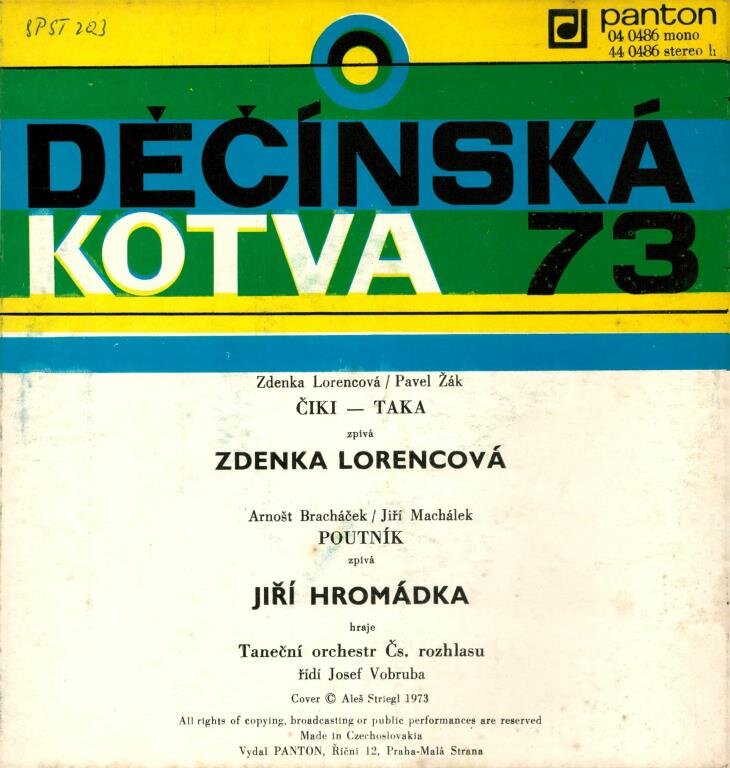 SPST 203
panton
04 0486 mono
44 0486 stereo h
DĚČÍNSKÁ
KOTVA 73
Zdenka Lorencová / Pavel Žák
ČIKI — TAKA
zpívá
ZDENKA LORENCOVÁ
Arnošt Bracháček / Jiří Machálek
POUTNÍK
zpívá
JIŘÍ HROMÁDKA
hraje
Taneční orchestr Čs. rozhlasu
řídí Josef Vobruba
Cover © Aleš Striegl 1973
All rights of copying, broadcasting or public performances are reserved
Made in Czechoslovakia
Vydal PANTON, Říční 12, Praha-Malá Strana